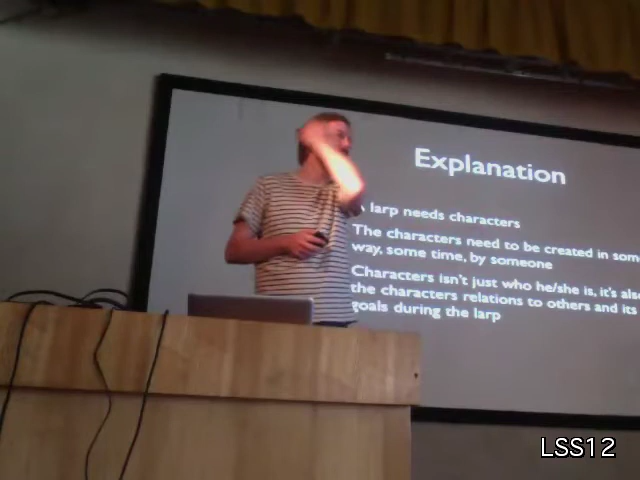 Explanation
larp needs characters
The characters need to be created in som
way, some time, by someone
Characters isn't just who he/she is, it's also
the characters relations to others and its
goals during the larp
LSS12